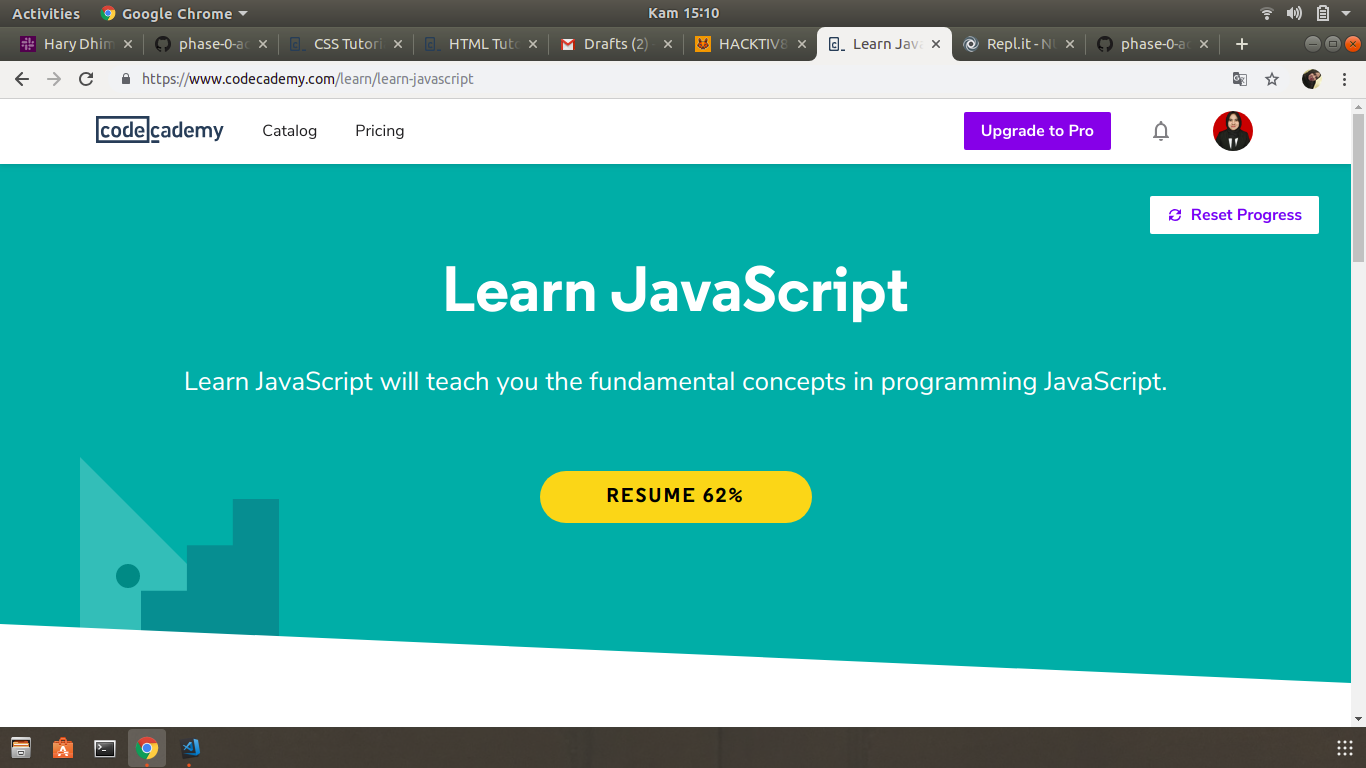 Activities Google Chrome Kam 15:10
Hary Dhim phase-0-ac CSS Tutori HTML Tuto Drafts (2) HACKTIV8 Learn Java Repl.it - NU phase-0-ac
https://www.codecademy.com/learn/learn-javascript
codecademy Catalog Pricing Upgrade to Pro
Reset Progress
Learn JavaScript
Learn JavaScript will teach you the fundamental concepts in programming JavaScript.
RESUME 62%